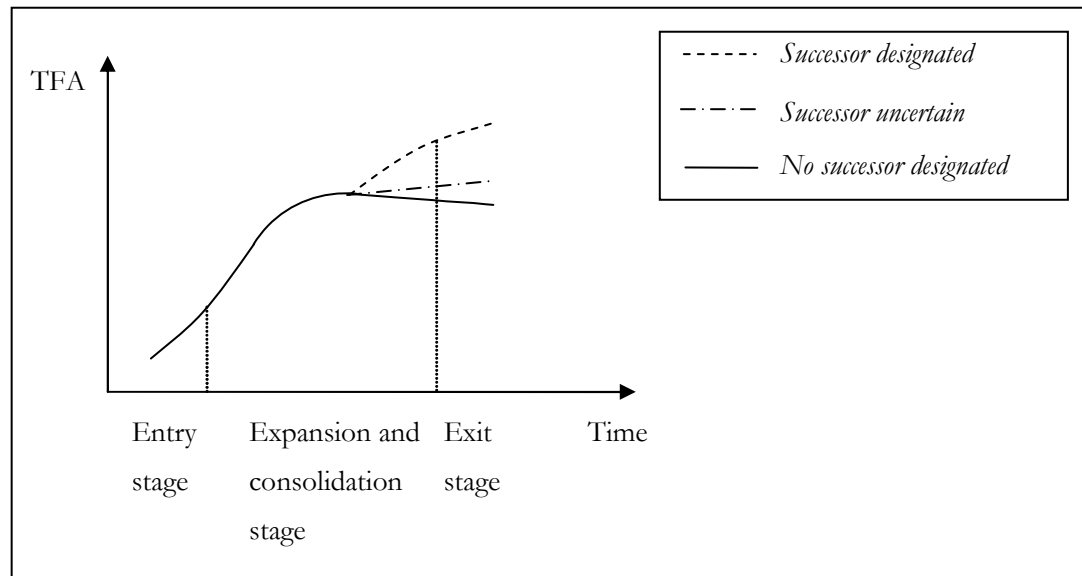 TFA
Successor designated
Successor uncertain
No successor designated
Entry
stage
Expansion and
consolidation
stage
Exit
stage
Time